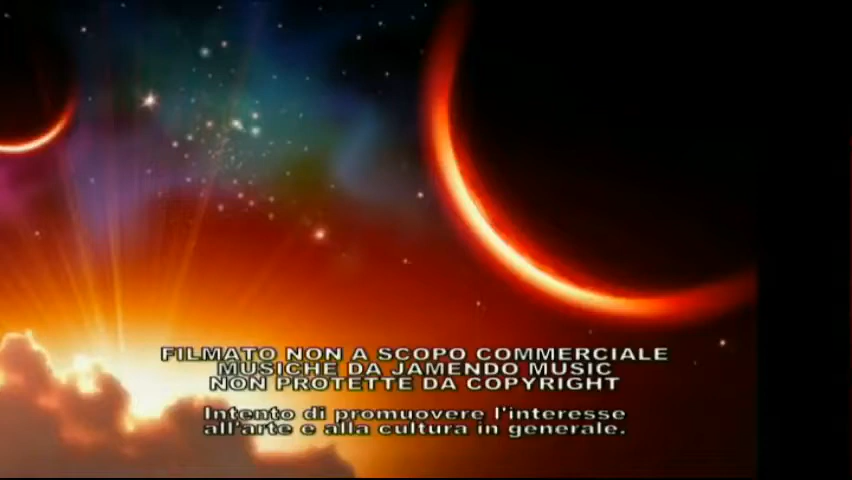 FILMATO NON A SCOPO COMMERCIALE
MUSICHE DA JAMENDO MUSIC
NON PROTETTE DA COPYRIGHT
Intento di promuovere l'interesse
all'arte e alla cultura in generale.